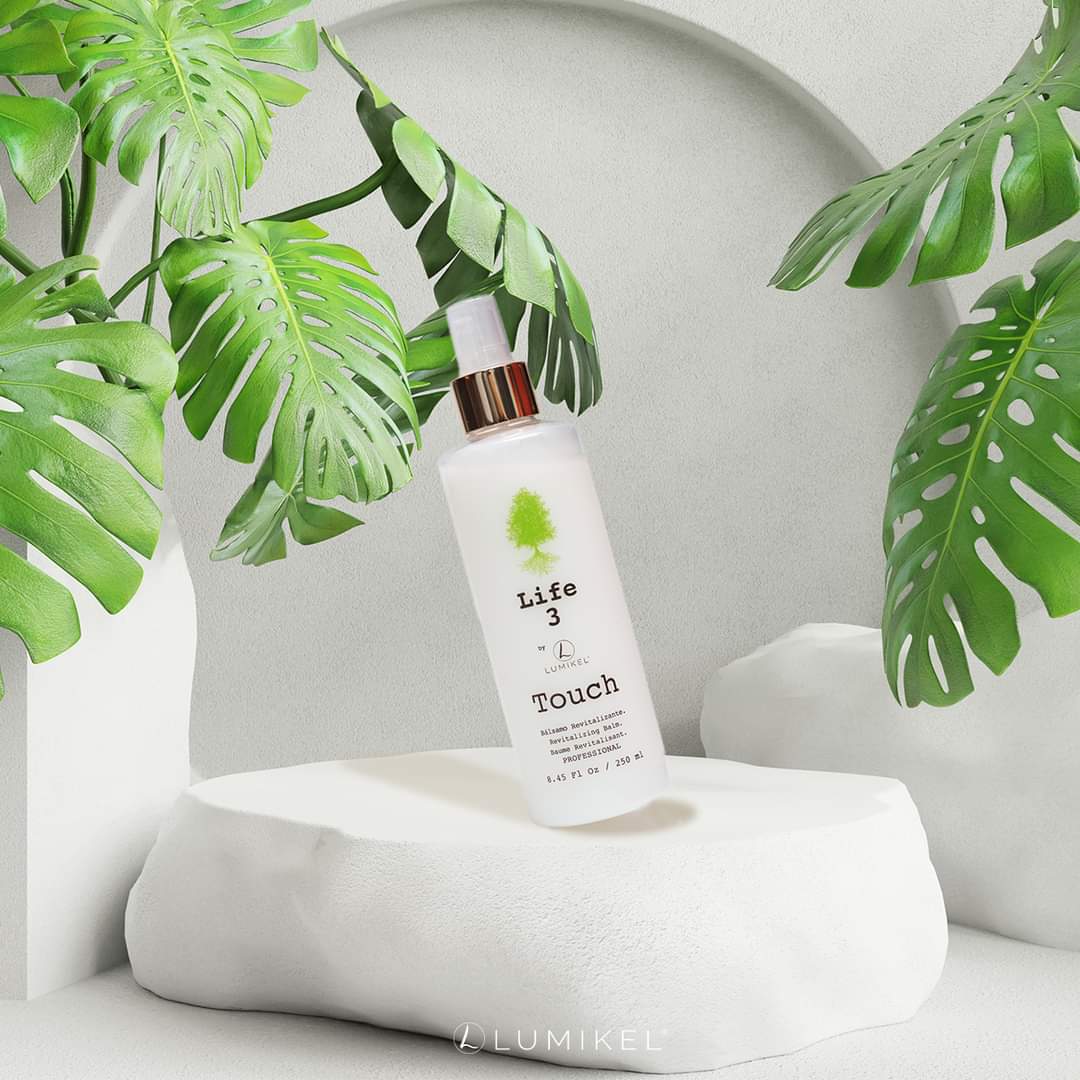 Life
3
by
LUMIKEL®
Touch
Bálsamo Revitalizante.
Revitalizing Balm.
Baume Revitalisant.
PROFESSIONAL
8.45 Fl Oz / 250 ml
LUMIKEL®